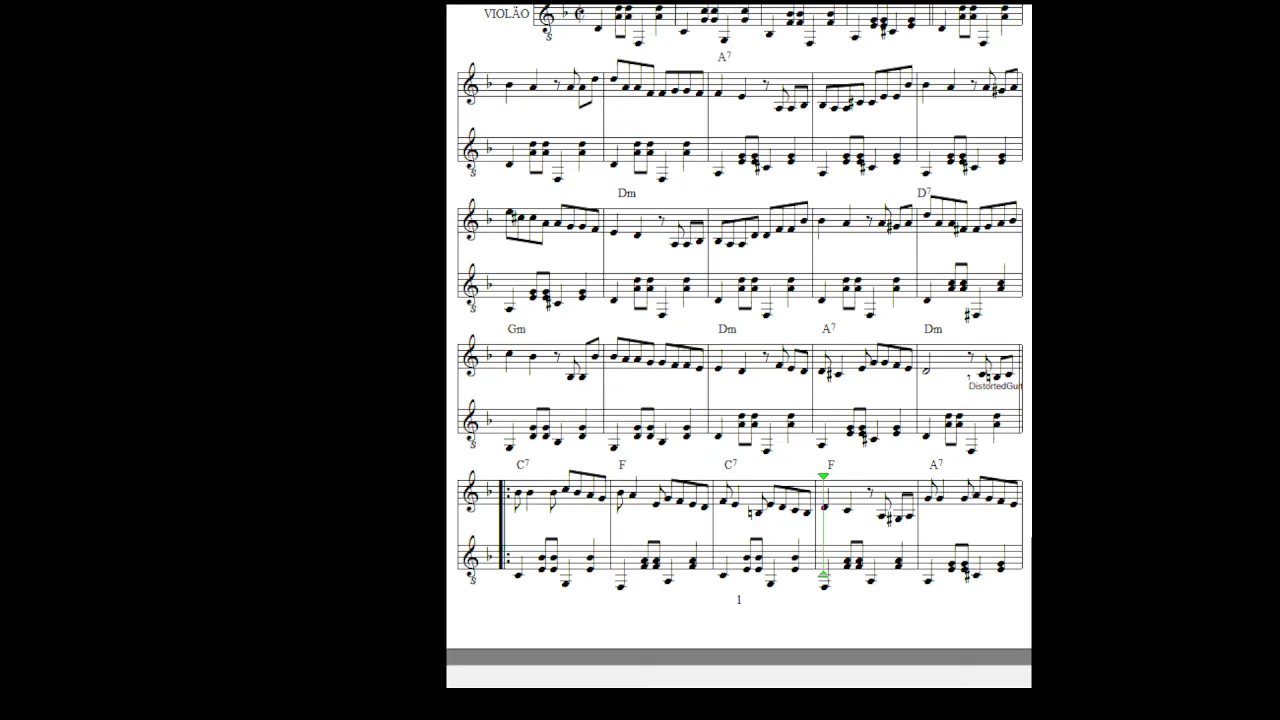 VIOLÃO
A7
Dm D7
Gm Dm A7 Dm
DistortedGuit
C7 F C7 F A7
1